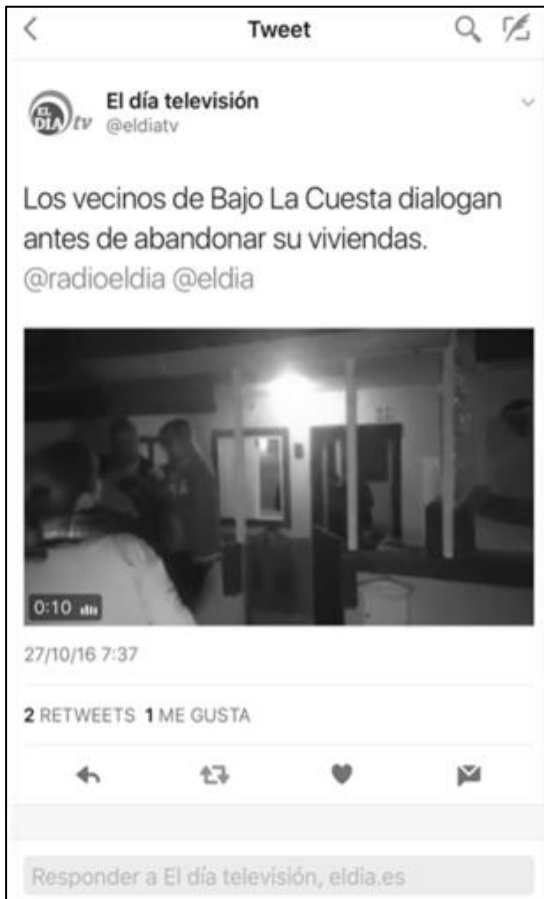 Tweet
EL DIA tv
El día televisión
@eldiatv
Los vecinos de Bajo La Cuesta dialogan
antes de abandonar su viviendas.
@radioeldia @eldia
0:10
27/10/16 7:37
2 RETWEETS 1 ME GUSTA
Responder a El día televisión, eldia.es